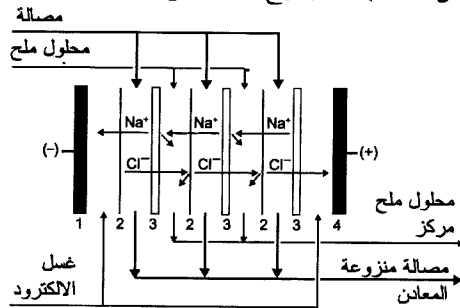 مصالة
محلول ملح
Na⁺ Na⁺ Na⁺
(-) (+)
Cl⁻ Cl⁻ Cl⁻
1 2 3 2 3 2 3 4
محلول ملح
مركز
مصالة منزوعة
المعادن
غسل
الالكترود